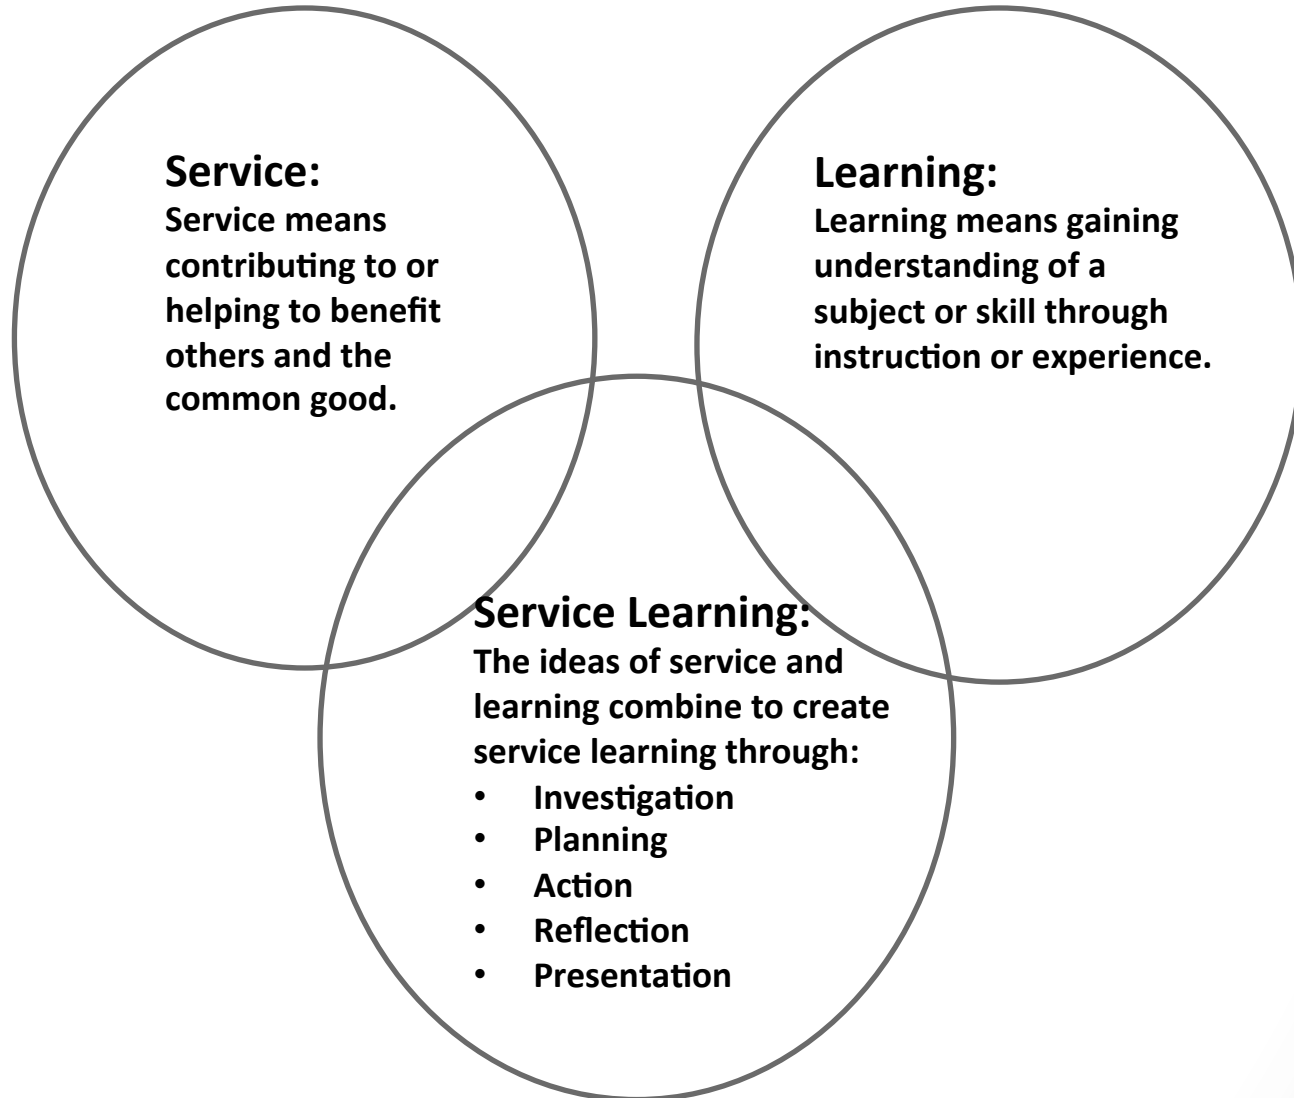 Service:
Service means
contributing to or
helping to benefit
others and the
common good.
Learning:
Learning means gaining
understanding of a
subject or skill through
instruction or experience.
Service Learning:
The ideas of service and
learning combine to create
service learning through:
• Investigation
• Planning
• Action
• Reflection
• Presentation